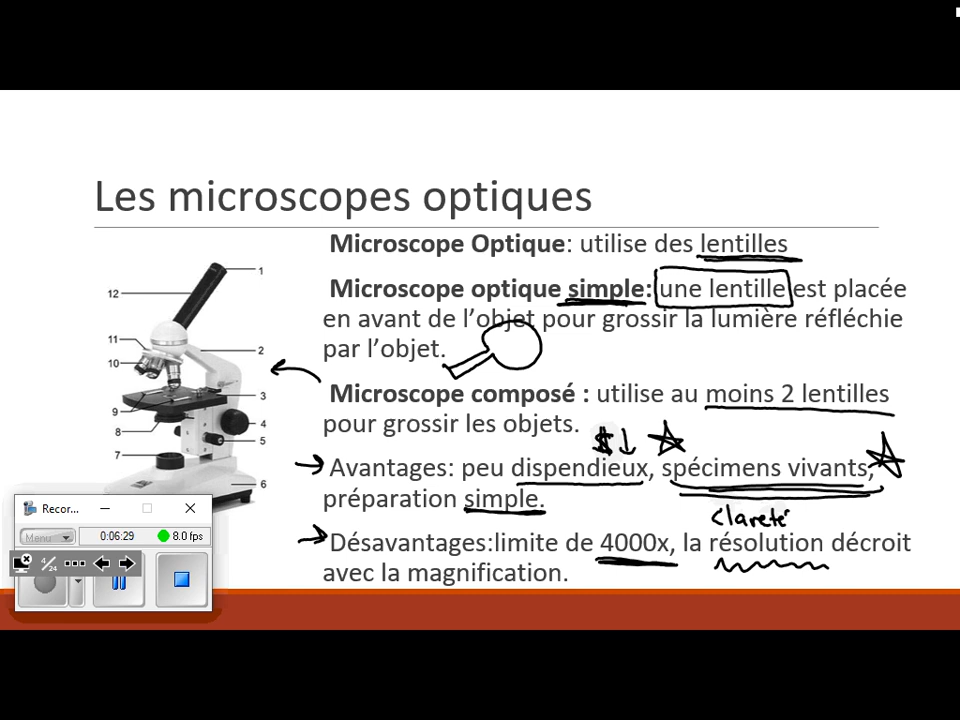 Les microscopes optiques
Microscope Optique: utilise des lentilles
Microscope optique simple: une lentille est placée
en avant de l'objet pour grossir la lumière réfléchie
par l'objet.
Microscope composé : utilise au moins 2 lentilles
pour grossir les objets.
$
Avantages: peu dispendieux, spécimens vivants,
préparation simple.
clareté
Désavantages:limite de 4000x, la résolution décroit
avec la magnification.
1
12
11
2
10
3
9
4
8
5
7
6
Recor...
Menu
0:06:29
8.0 fps
4/24